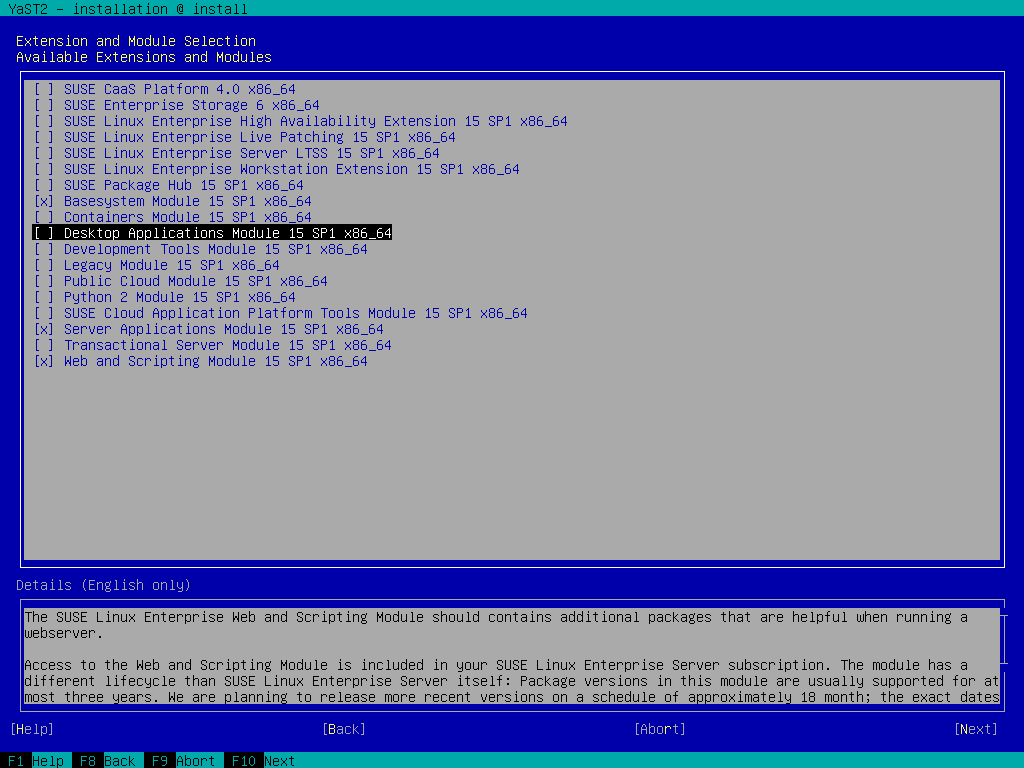 YaST2 - installation @ install
Extension and Module Selection
Available Extensions and Modules
[ ] SUSE CaaS Platform 4.0 x86_64
[ ] SUSE Enterprise Storage 6 x86_64
[ ] SUSE Linux Enterprise High Availability Extension 15 SP1 x86_64
[ ] SUSE Linux Enterprise Live Patching 15 SP1 x86_64
[ ] SUSE Linux Enterprise Server LTSS 15 SP1 x86_64
[ ] SUSE Linux Enterprise Workstation Extension 15 SP1 x86_64
[ ] SUSE Package Hub 15 SP1 x86_64
[x] Basesystem Module 15 SP1 x86_64
[ ] Containers Module 15 SP1 x86_64
[ ] Desktop Applications Module 15 SP1 x86_64
[ ] Development Tools Module 15 SP1 x86_64
[ ] Legacy Module 15 SP1 x86_64
[ ] Public Cloud Module 15 SP1 x86_64
[ ] Python 2 Module 15 SP1 x86_64
[ ] SUSE Cloud Application Platform Tools Module 15 SP1 x86_64
[x] Server Applications Module 15 SP1 x86_64
[ ] Transactional Server Module 15 SP1 x86_64
[x] Web and Scripting Module 15 SP1 x86_64
Details (English only)
The SUSE Linux Enterprise Web and Scripting Module should contains additional packages that are helpful when running a
webserver.
Access to the Web and Scripting Module is included in your SUSE Linux Enterprise Server subscription. The module has a
different lifecycle than SUSE Linux Enterprise Server itself: Package versions in this module are usually supported for at
most three years. We are planning to release more recent versions on a schedule of approximately 18 month; the exact dates
[Help] [Back] [Abort] [Next]
F1 Help F8 Back F9 Abort F10 Next